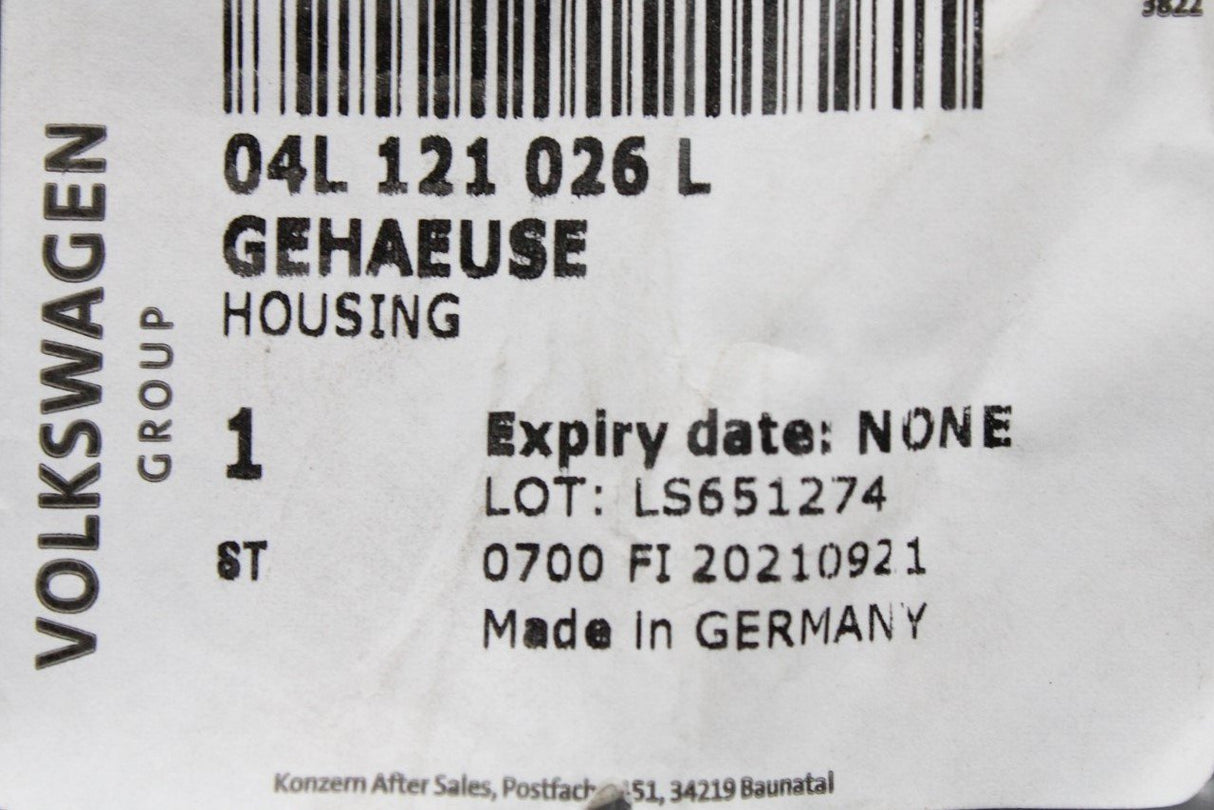 3822
04L 121 026 L
GEHAEUSE
HOUSING
VOLKSWAGEN
GROUP
1
Expiry date: NONE
LOT: LS651274
ST
0700 FI 20210921
Made in GERMANY
Konzern After Sales, Postfach 34219 Baunatal